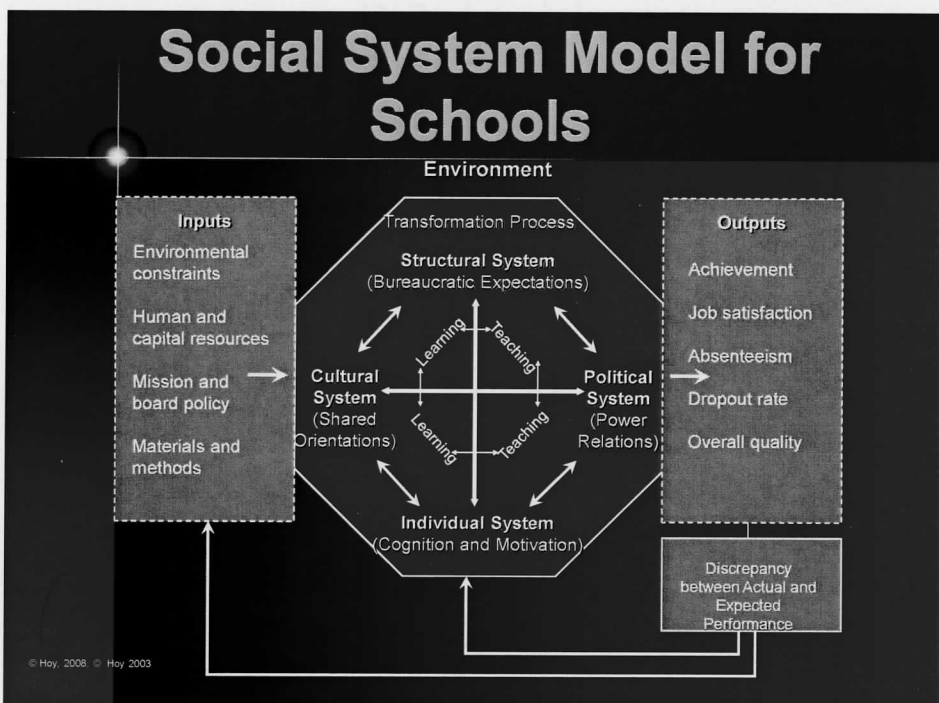 Social System Model for
Schools
Environment
Inputs
Environmental
constraints
Human and
capital resources
Mission and
board policy
Materials and
methods
Transformation Process
Structural System
(Bureaucratic Expectations)
Learning
Teaching
Cultural
System
(Shared
Orientations)
Political
System
(Power
Relations)
Learning
Teaching
Individual System
(Cognition and Motivation)
Outputs
Achievement
Job satisfaction
Absenteeism
Dropout rate
Overall quality
Discrepancy
between Actual and
Expected
Performance
© Hoy, 2008, © Hoy 2003